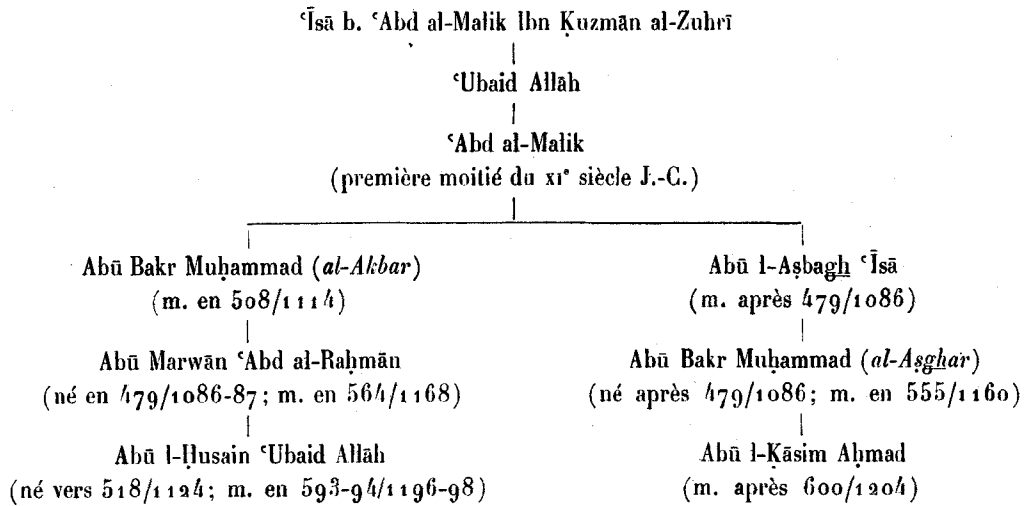 ʿĪsā b. ʿAbd al-Malik Ibn Ḳuzmān al-Zuhrī
ʿUbaid Allāh
ʿAbd al-Malik
(première moitié du XIᵉ siècle J.-C.)
Abū Bakr Muḥammad (al-Akbar)
(m. en 508/1114)
Abū Marwān ʿAbd al-Raḥmān
(né en 479/1086-87; m. en 564/1168)
Abū l-Ḥusain ʿUbaid Allāh
(né vers 518/1124; m. en 593-94/1196-98)
Abū l-Aṣbagh ʿĪsā
(m. après 479/1086)
Abū Bakr Muḥammad (al-Aṣghar)
(né après 479/1086; m. en 555/1160)
Abū l-Ḳāsim Aḥmad
(m. après 600/1204)